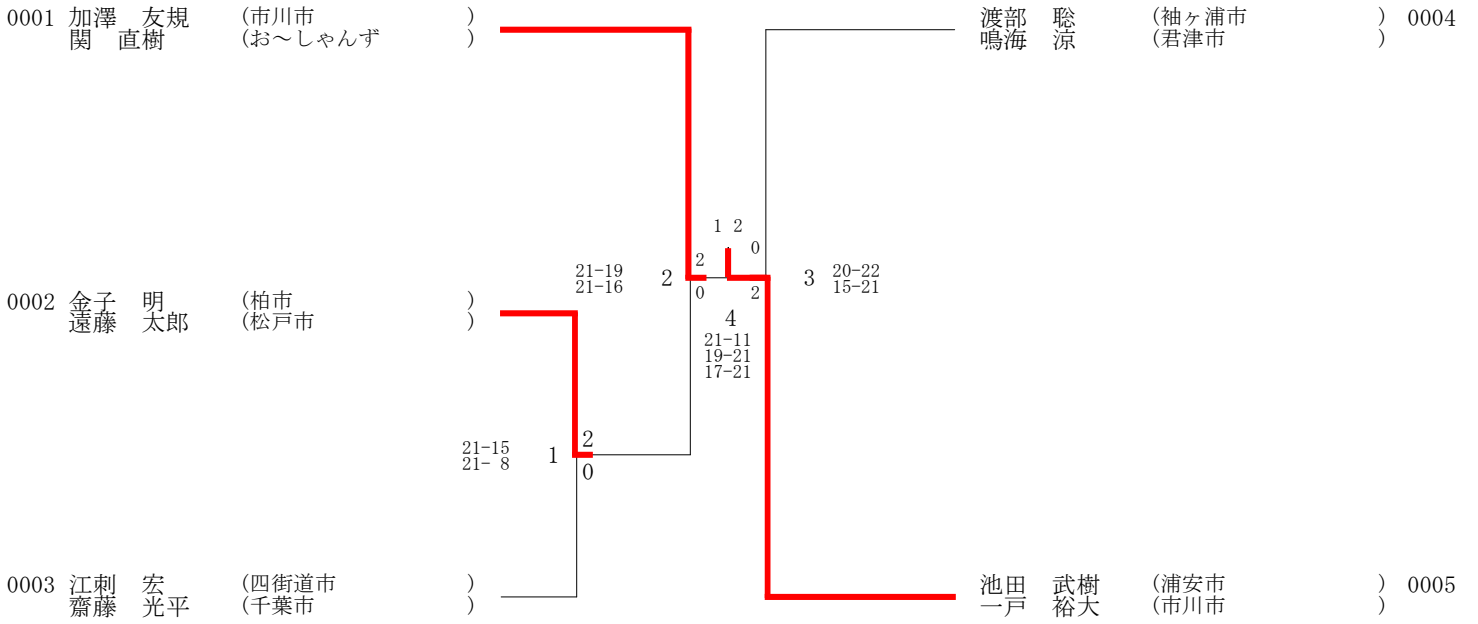 0001 加澤 友規 (市川市 ) 渡部 聡 (袖ヶ浦市 ) 0004
関 直樹 (お～しゃんず ) 鳴海 涼 (君津市 )
1 2
2 0
21-19 2 3 20-22
21-16 0 2 15-21
0002 金子 明 (柏市 )
遠藤 太郎 (松戸市 )
4
21-11
19-21
17-21
2
21-15 1
21- 8
0
0003 江刺 宏 (四街道市 ) 池田 武樹 (浦安市 ) 0005
齋藤 光平 (千葉市 ) 一戸 裕大 (市川市 )